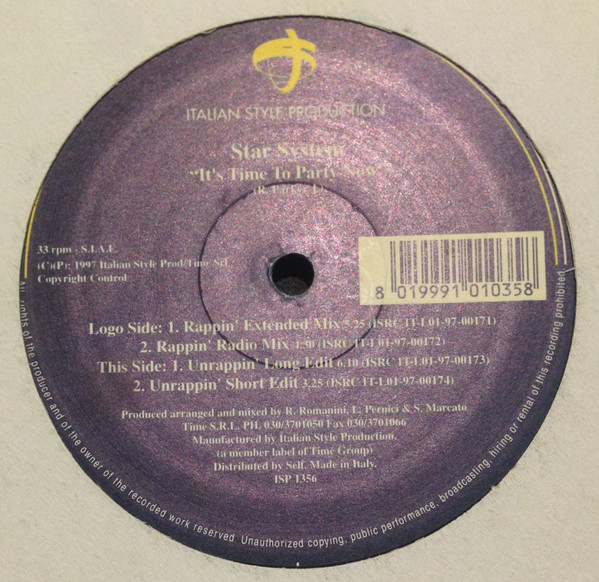 ITALIAN STYLE PRODUCTION
Star System
"It's Time To Party Now"
(R. Parker J.)
33 rpm - S.I.A.E.
(C)(P): 1997 Italian Style Prod/Time Srl.
Copyright Control
8 019991 010358
Logo Side: 1. Rappin' Extended Mix 5.25 (ISRC IT-L01-97-00171)
2. Rappin' Radio Mix 4.50 (ISRC IT-L01-97-00172)
This Side: 1. Unrappin' Long Edit 6.10 (ISRC IT-L01-97-00173)
2. Unrappin' Short Edit 3.25 (ISRC IT-L01-97-00174)
Produced arranged and mixed by R. Romanini, L. Pernici & S. Marcato
Time S.R.L. PH. 030/3701050 Fax 030/3701066
Manufactured by Italian Style Production.
(a member label of Time Group)
Distributed by Self. Made in Italy.
ISP 1356
All rights of the producer and of the owner of the recorded work reserved. Unauthorized copying, public performance, broadcasting, hiring or rental of this recording prohibited.